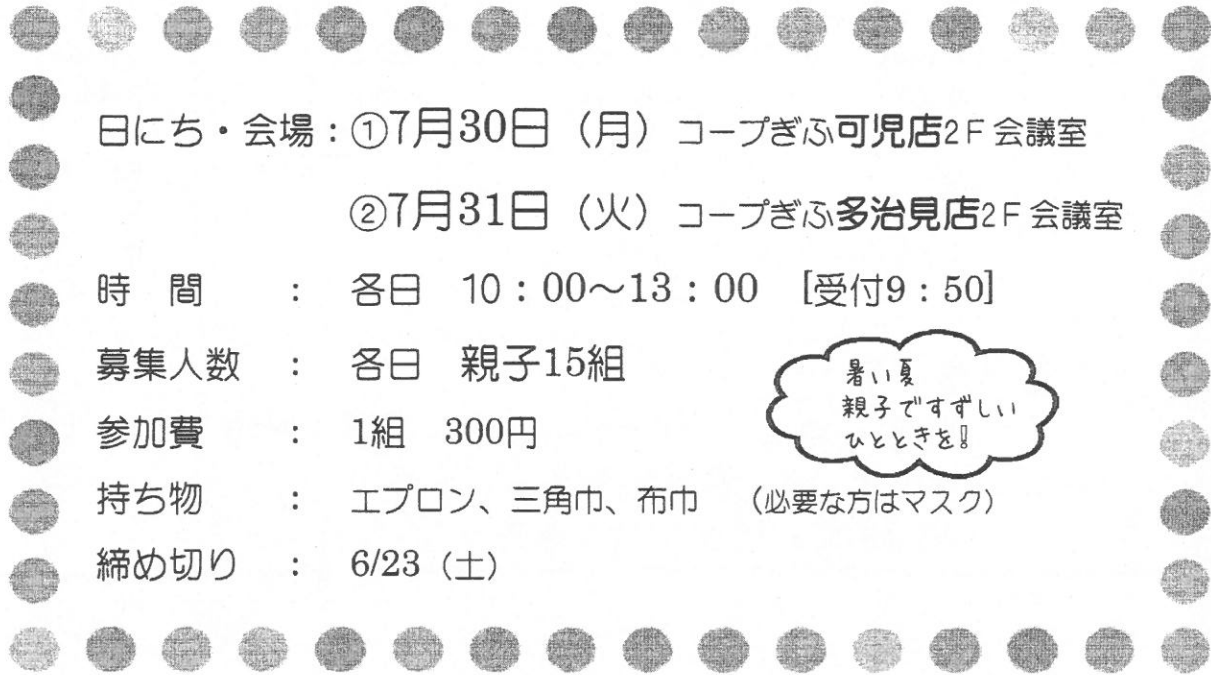 日にち・会場：①7月30日（月）コープぎふ可児店2F会議室
②7月31日（火）コープぎふ多治見店2F会議室
時　間　：　各日　10：00～13：00　[受付9：50]
募集人数　：　各日　親子15組
参加費　：　1組　300円
持ち物　：　エプロン、三角巾、布巾　（必要な方はマスク）
締め切り　：　6/23（土）
暑い夏
親子ですずしい
ひとときを!